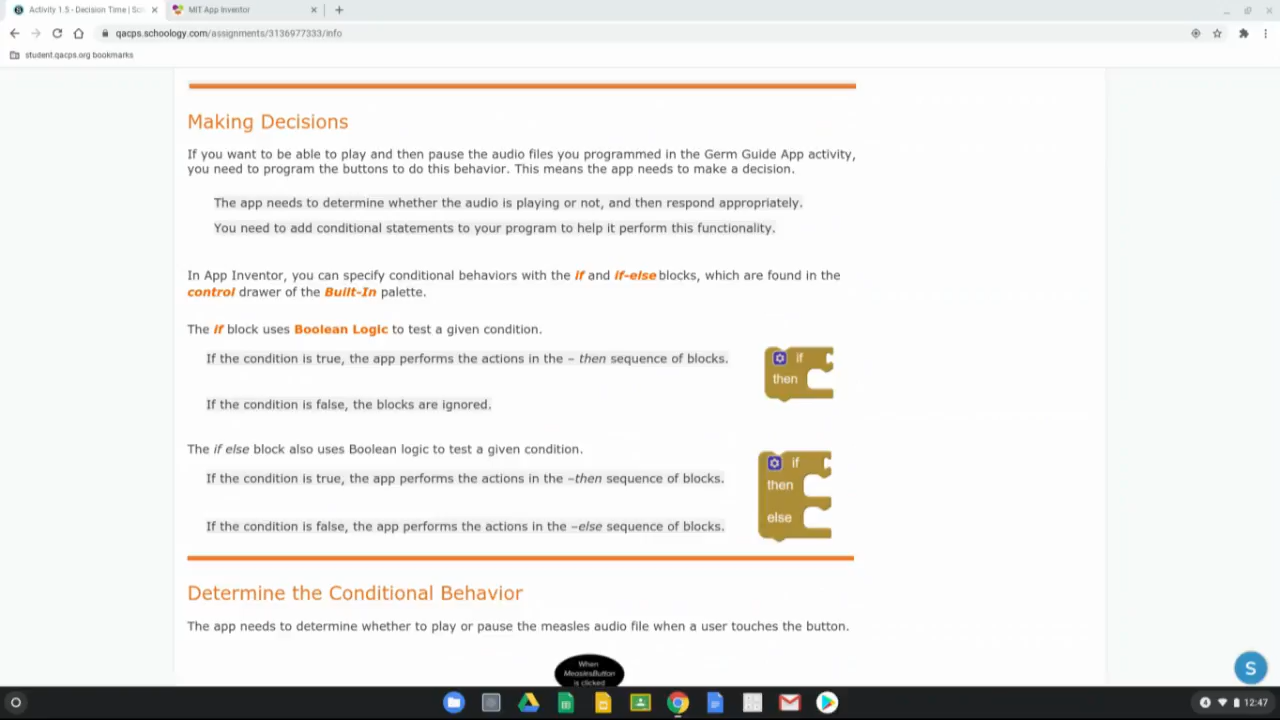 Activity 1.5 - Decision Time | Sch
MIT App Inventor
qacps.schoology.com/assignments/3136977333/info
student.qacps.org bookmarks
Making Decisions
If you want to be able to play and then pause the audio files you programmed in the Germ Guide App activity,
you need to program the buttons to do this behavior. This means the app needs to make a decision.
The app needs to determine whether the audio is playing or not, and then respond appropriately.
You need to add conditional statements to your program to help it perform this functionality.
In App Inventor, you can specify conditional behaviors with the if and if-else blocks, which are found in the
control drawer of the Built-In palette.
The if block uses Boolean Logic to test a given condition.
If the condition is true, the app performs the actions in the – then sequence of blocks.
if
then
If the condition is false, the blocks are ignored.
The if else block also uses Boolean logic to test a given condition.
If the condition is true, the app performs the actions in the –then sequence of blocks.
if
then
else
If the condition is false, the app performs the actions in the –else sequence of blocks.
Determine the Conditional Behavior
The app needs to determine whether to play or pause the measles audio file when a user touches the button.
When
MeaslesButton
is clicked
S
4
12:47